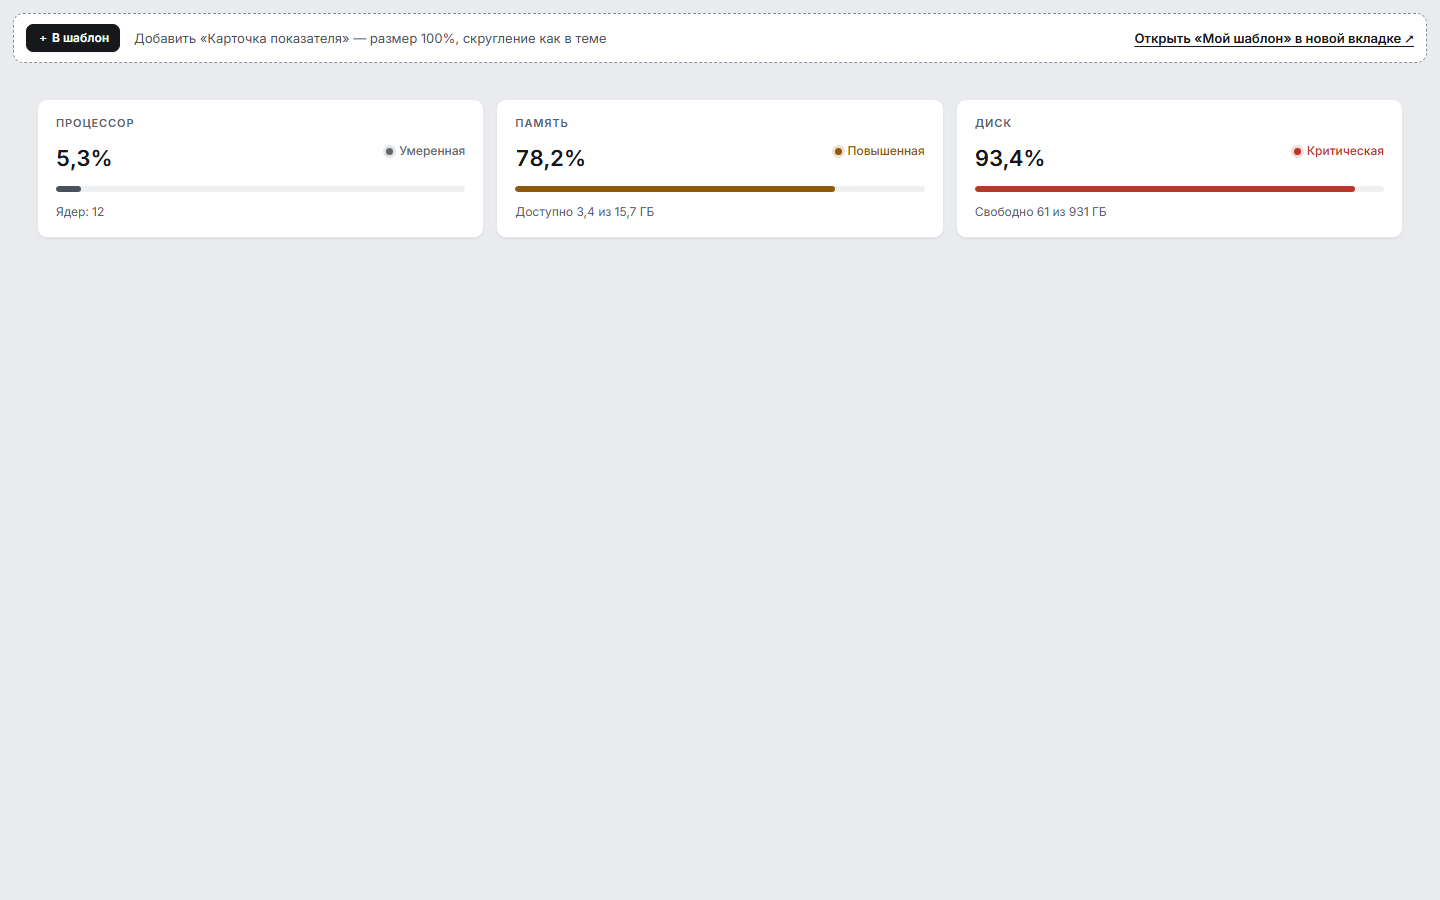 + В шаблон
Добавить «Карточка показателя» — размер 100%, скругление как в теме
Открыть «Мой шаблон» в новой вкладке ↗
ПРОЦЕССОР
5,3%
Умеренная
Ядер: 12
ПАМЯТЬ
78,2%
Повышенная
Доступно 3,4 из 15,7 ГБ
ДИСК
93,4%
Критическая
Свободно 61 из 931 ГБ